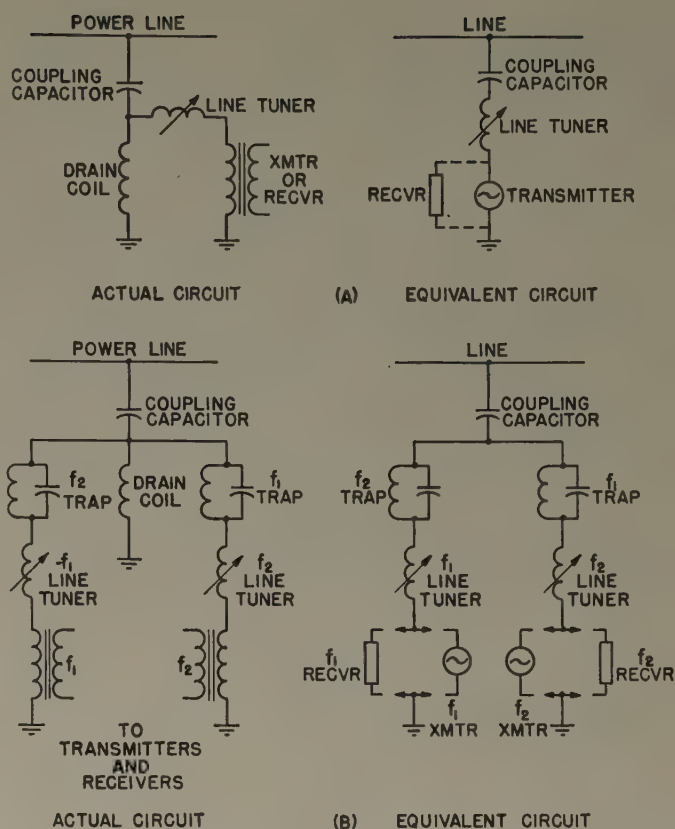 POWER LINE
COUPLING
CAPACITOR
LINE TUNER
DRAIN
COIL
XMTR
OR
RECVR
ACTUAL CIRCUIT
(A)
LINE
COUPLING
CAPACITOR
LINE TUNER
RECVR
TRANSMITTER
EQUIVALENT CIRCUIT
POWER LINE
COUPLING
CAPACITOR
f₂
TRAP
DRAIN
COIL
f₁
TRAP
f₁
LINE
TUNER
f₂
LINE
TUNER
f₁
f₂
TO
TRANSMITTERS
AND
RECEIVERS
ACTUAL CIRCUIT
(B)
LINE
COUPLING
CAPACITOR
f₂
TRAP
f₁
TRAP
f₁
LINE
TUNER
f₂
LINE
TUNER
f₁
RECVR
f₁
XMTR
f₂
XMTR
f₂
RECVR
EQUIVALENT CIRCUIT